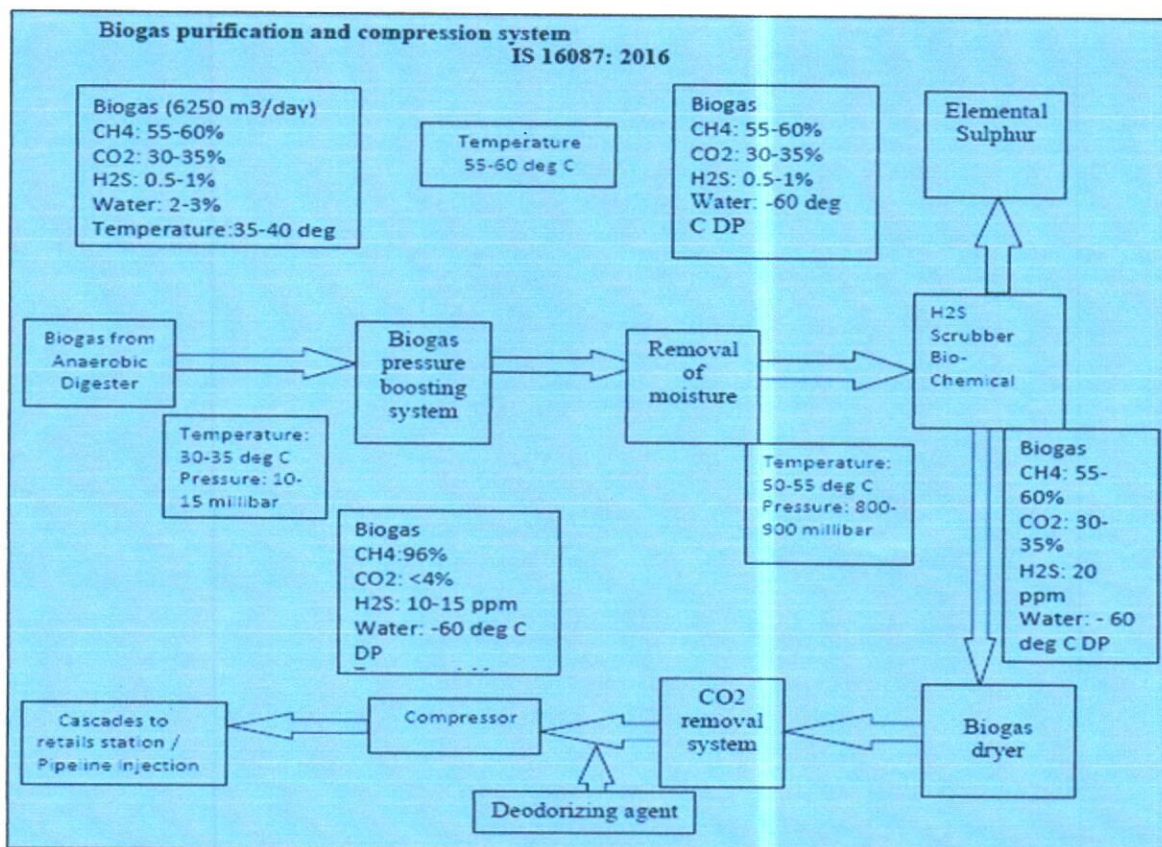 Biogas purification and compression system
IS 16087: 2016
Biogas (6250 m3/day)
CH4: 55-60%
CO2: 30-35%
H2S: 0.5-1%
Water: 2-3%
Temperature:35-40 deg
Temperature
55-60 deg C
Biogas
CH4: 55-60%
CO2: 30-35%
H2S: 0.5-1%
Water: -60 deg
C DP
Elemental
Sulphur
Biogas from
Anaerobic
Digester
Biogas
pressure
boosting
system
Removal
of
moisture
H2S
Scrubber
Bio-
Chemical
Temperature:
30-35 deg C
Pressure: 10-
15 millibar
Temperature:
50-55 deg C
Pressure: 800-
900 millibar
Biogas
CH4: 55-
60%
CO2: 30-
35%
H2S: 20
ppm
Water: - 60
deg C DP
Biogas
CH4:96%
CO2: <4%
H2S: 10-15 ppm
Water: -60 deg C
DP
Cascades to
retails station /
Pipeline Injection
Compressor
CO2
removal
system
Biogas
dryer
Deodorizing agent